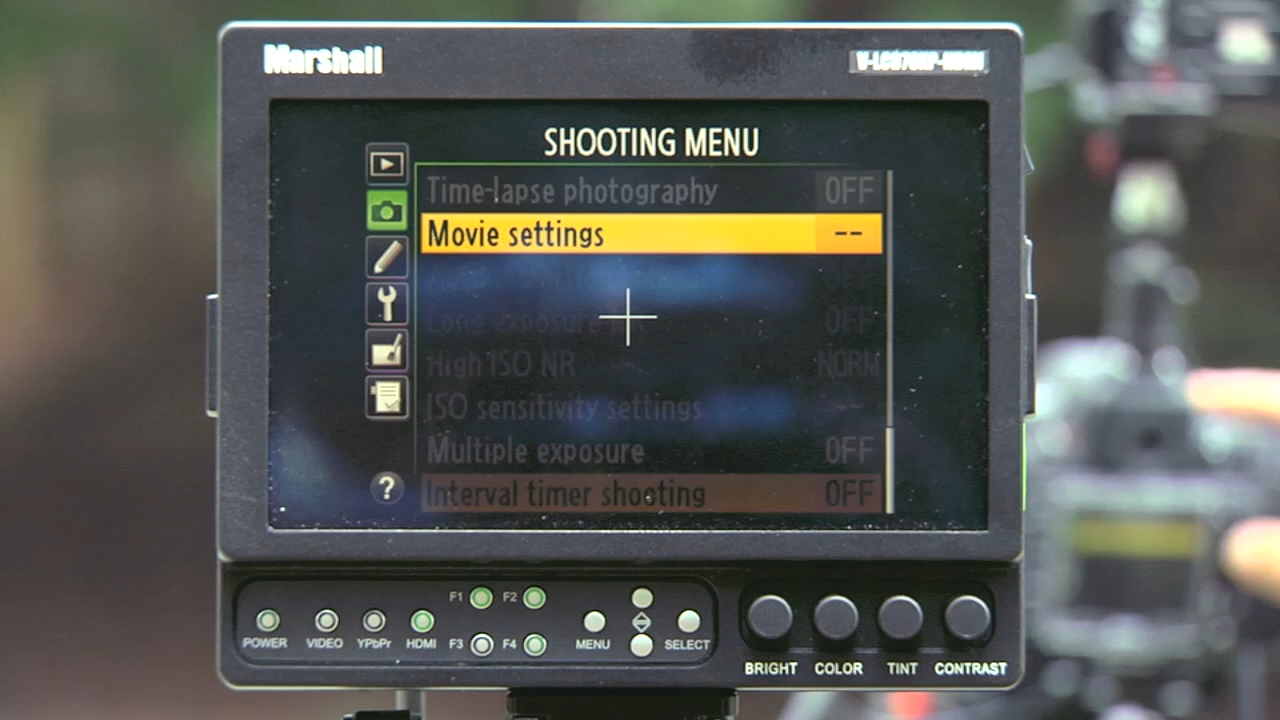 Marshall
SHOOTING MENU
Time-lapse photography OFF
Movie settings --
OFF
Long exposure NR OFF
High ISO NR NORM
ISO sensitivity settings --
Multiple exposure OFF
Interval timer shooting OFF
?
F1 F2
POWER VIDEO YPbPr HDMI F3 F4 MENU SELECT
BRIGHT COLOR TINT CONTRAST